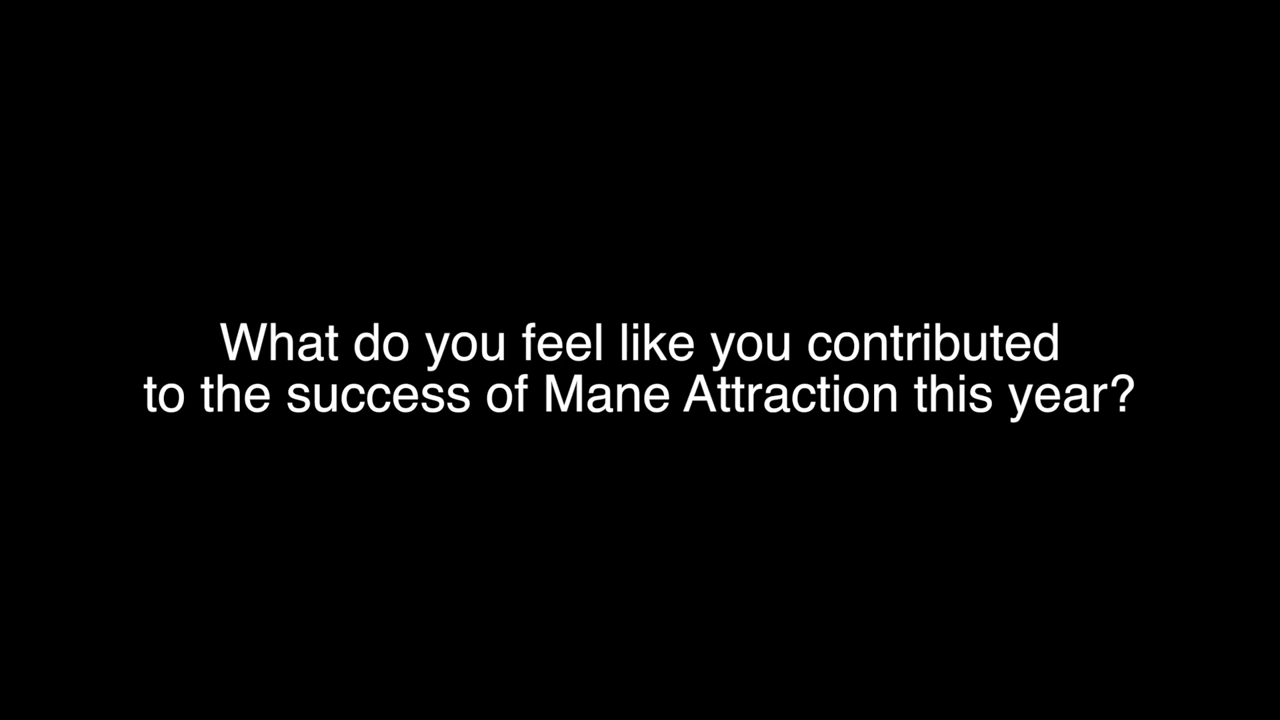 What do you feel like you contributed
to the success of Mane Attraction this year?